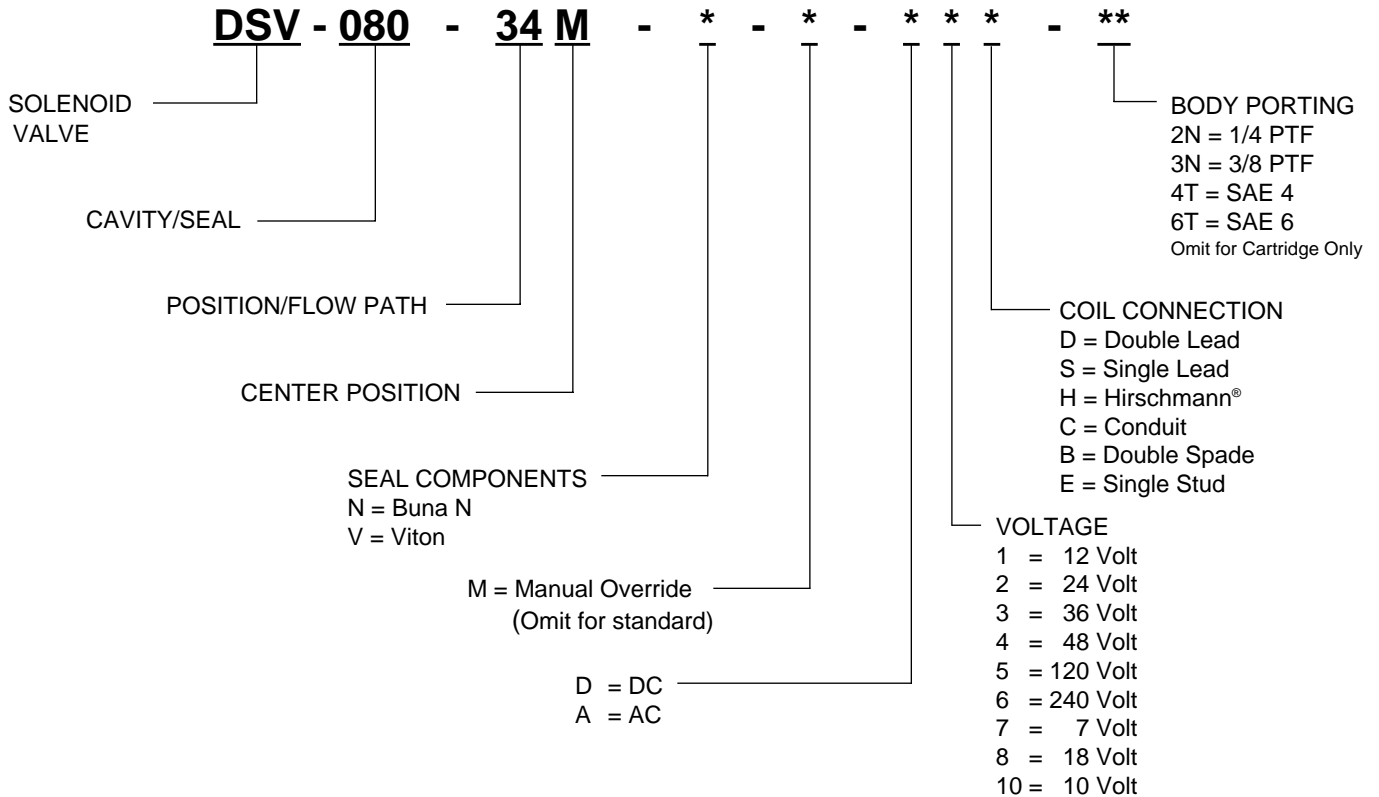 DSV - 080 - 34 M - * - * - * * * - **
SOLENOID
VALVE
CAVITY/SEAL
POSITION/FLOW PATH
CENTER POSITION
SEAL COMPONENTS
N = Buna N
V = Viton
M = Manual Override
(Omit for standard)
D = DC
A = AC
VOLTAGE
1 = 12 Volt
2 = 24 Volt
3 = 36 Volt
4 = 48 Volt
5 = 120 Volt
6 = 240 Volt
7 = 7 Volt
8 = 18 Volt
10 = 10 Volt
COIL CONNECTION
D = Double Lead
S = Single Lead
H = Hirschmann®
C = Conduit
B = Double Spade
E = Single Stud
BODY PORTING
2N = 1/4 PTF
3N = 3/8 PTF
4T = SAE 4
6T = SAE 6
Omit for Cartridge Only